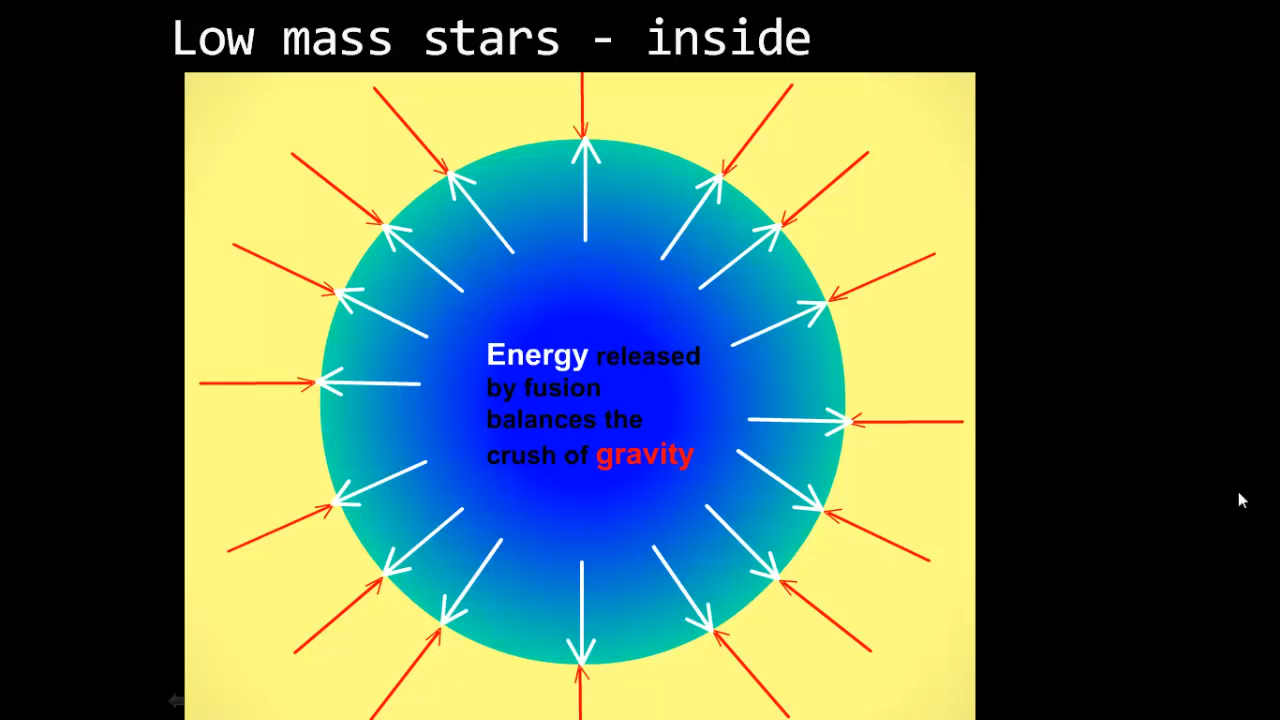 Low mass stars - inside
Energy released
by fusion
balances the
crush of gravity